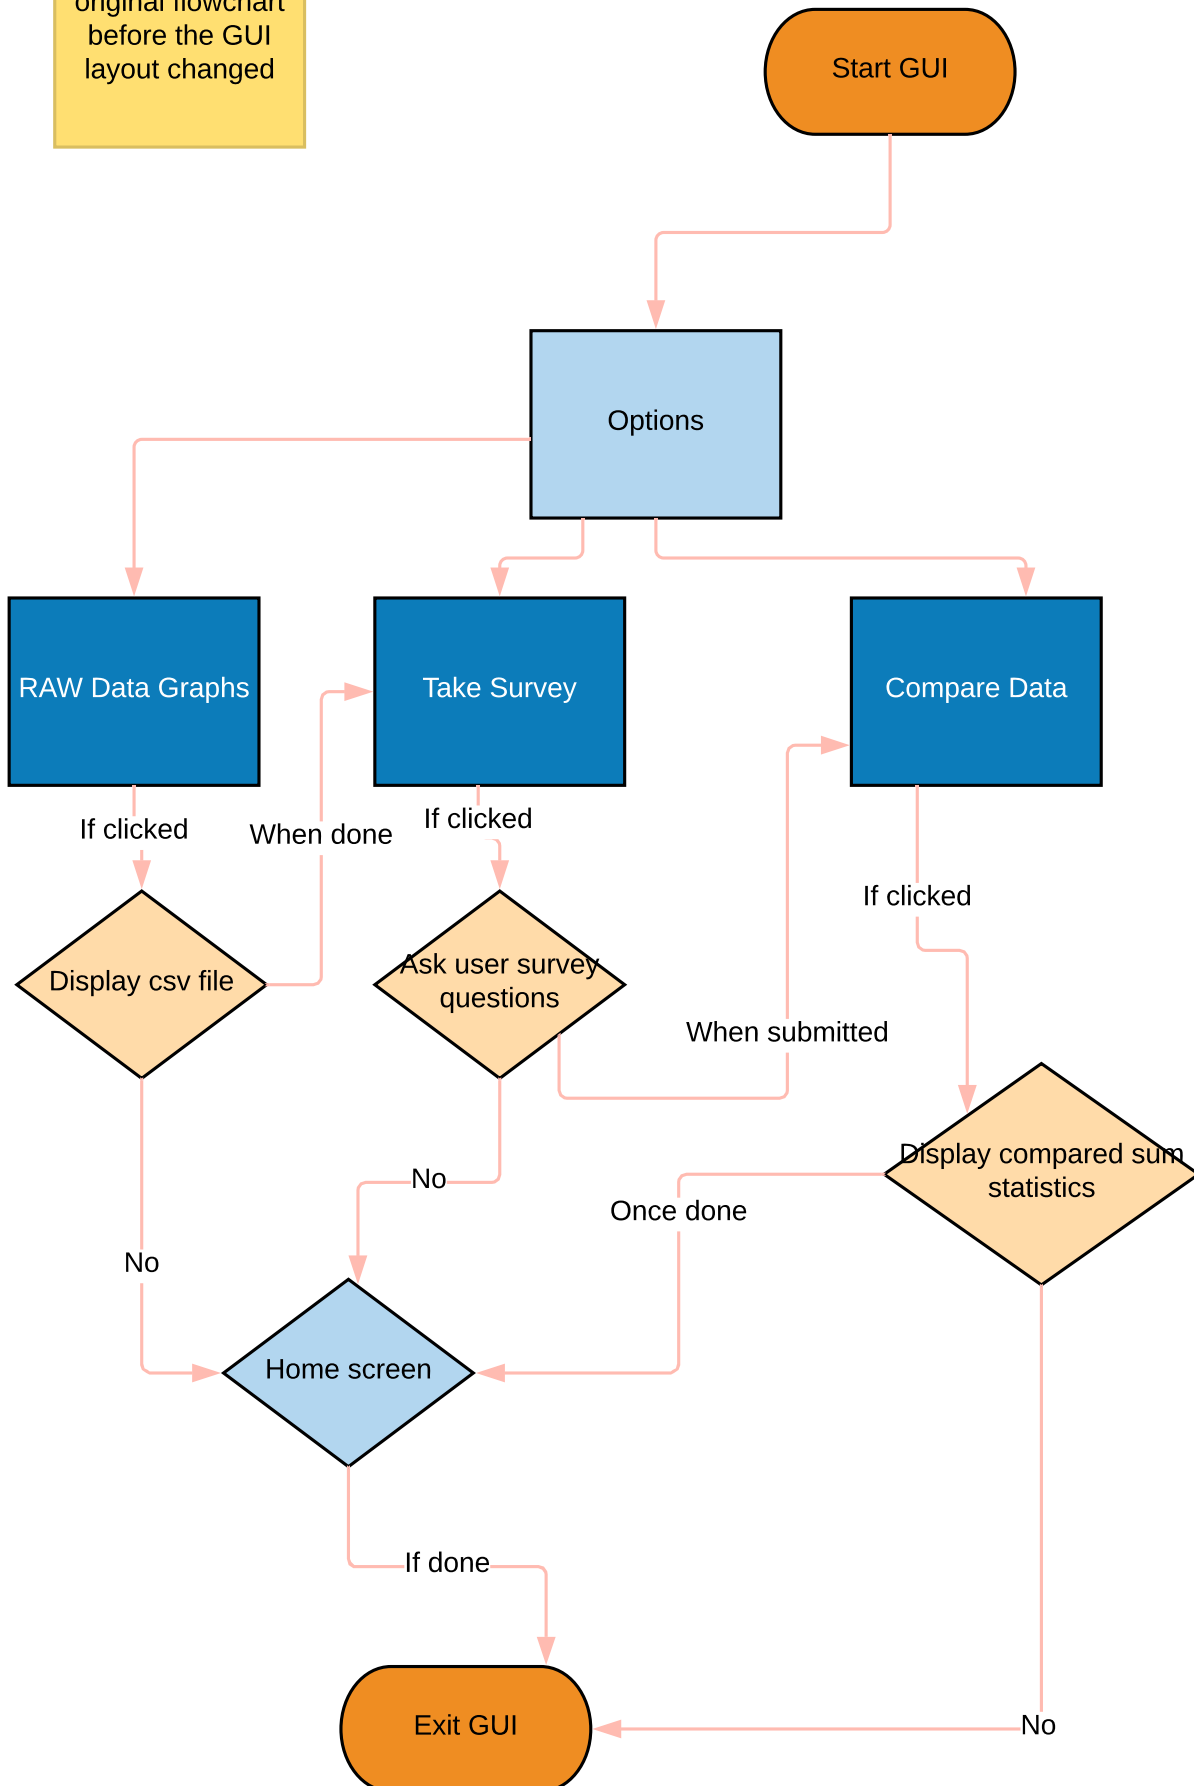 original flowchart
before the GUI
layout changed
Start GUI
Options
RAW Data Graphs
Take Survey
Compare Data
If clicked
When done
If clicked
If clicked
Display csv file
Ask user survey
questions
When submitted
Display compared sum
statistics
No
Once done
No
Home screen
If done
Exit GUI
No